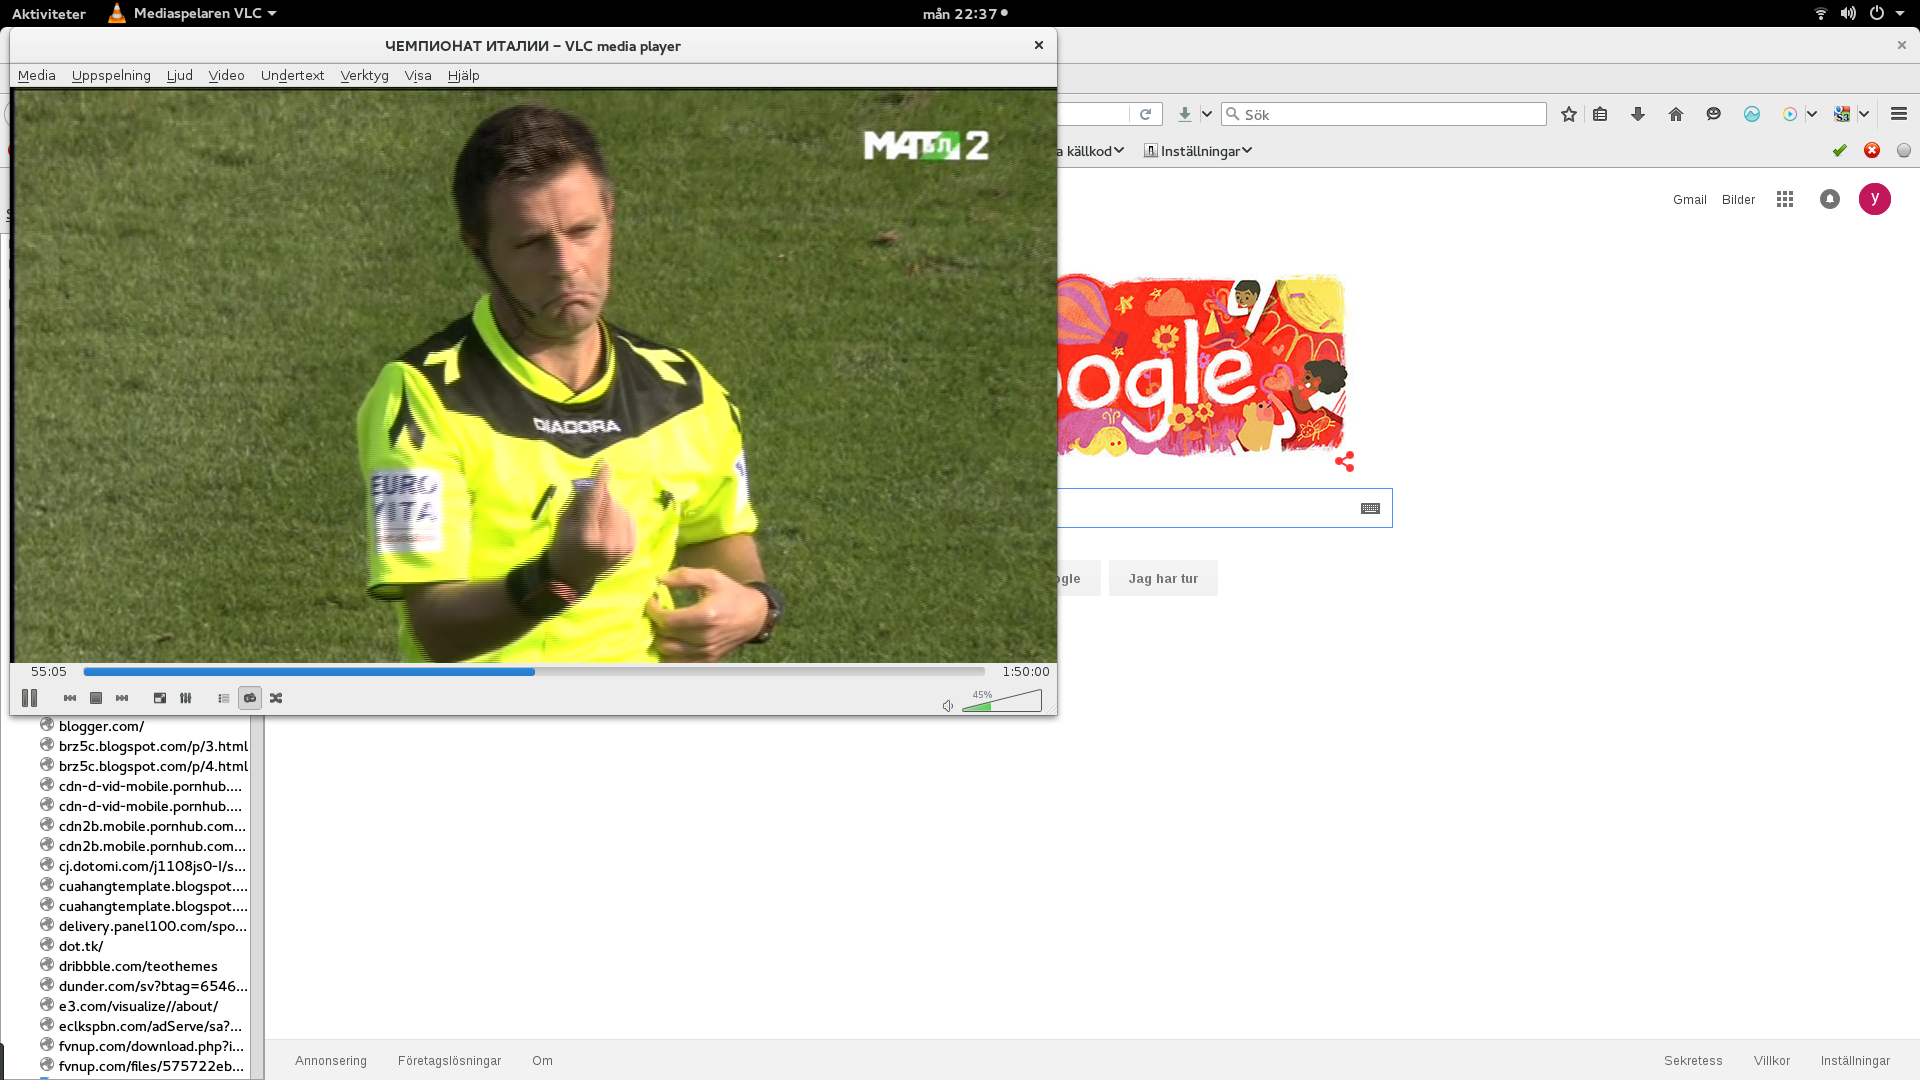 Aktiviteter
Mediaspelaren VLC
mån 22:37
ЧЕМПИОНАТ ИТАЛИИ – VLC media player
Media Uppspelning Ljud Video Undertext Verktyg Visa Hjälp
Sök
källkod
Inställningar
2
DIADORA
EURO
VITA
Gmail Bilder
y
ogle
Jag har tur
55:05
1:50:00
45%
blogger.com/
brz5c.blogspot.com/p/3.html
brz5c.blogspot.com/p/4.html
cdn-d-vid-mobile.pornhub....
cdn-d-vid-mobile.pornhub....
cdn2b.mobile.pornhub.com...
cdn2b.mobile.pornhub.com...
cj.dotomi.com/j1108js0-I/s...
cuahangtemplate.blogspot....
cuahangtemplate.blogspot....
delivery.panel100.com/spo...
dot.tk/
dribbble.com/teothemes
dunder.com/sv?btag=6546...
e3.com/visualize//about/
eclkspbn.com/adServe/sa?...
fvnup.com/download.php?i...
fvnup.com/files/575722eb...
Annonsering Företagslösningar Om
Sekretess Villkor Inställningar